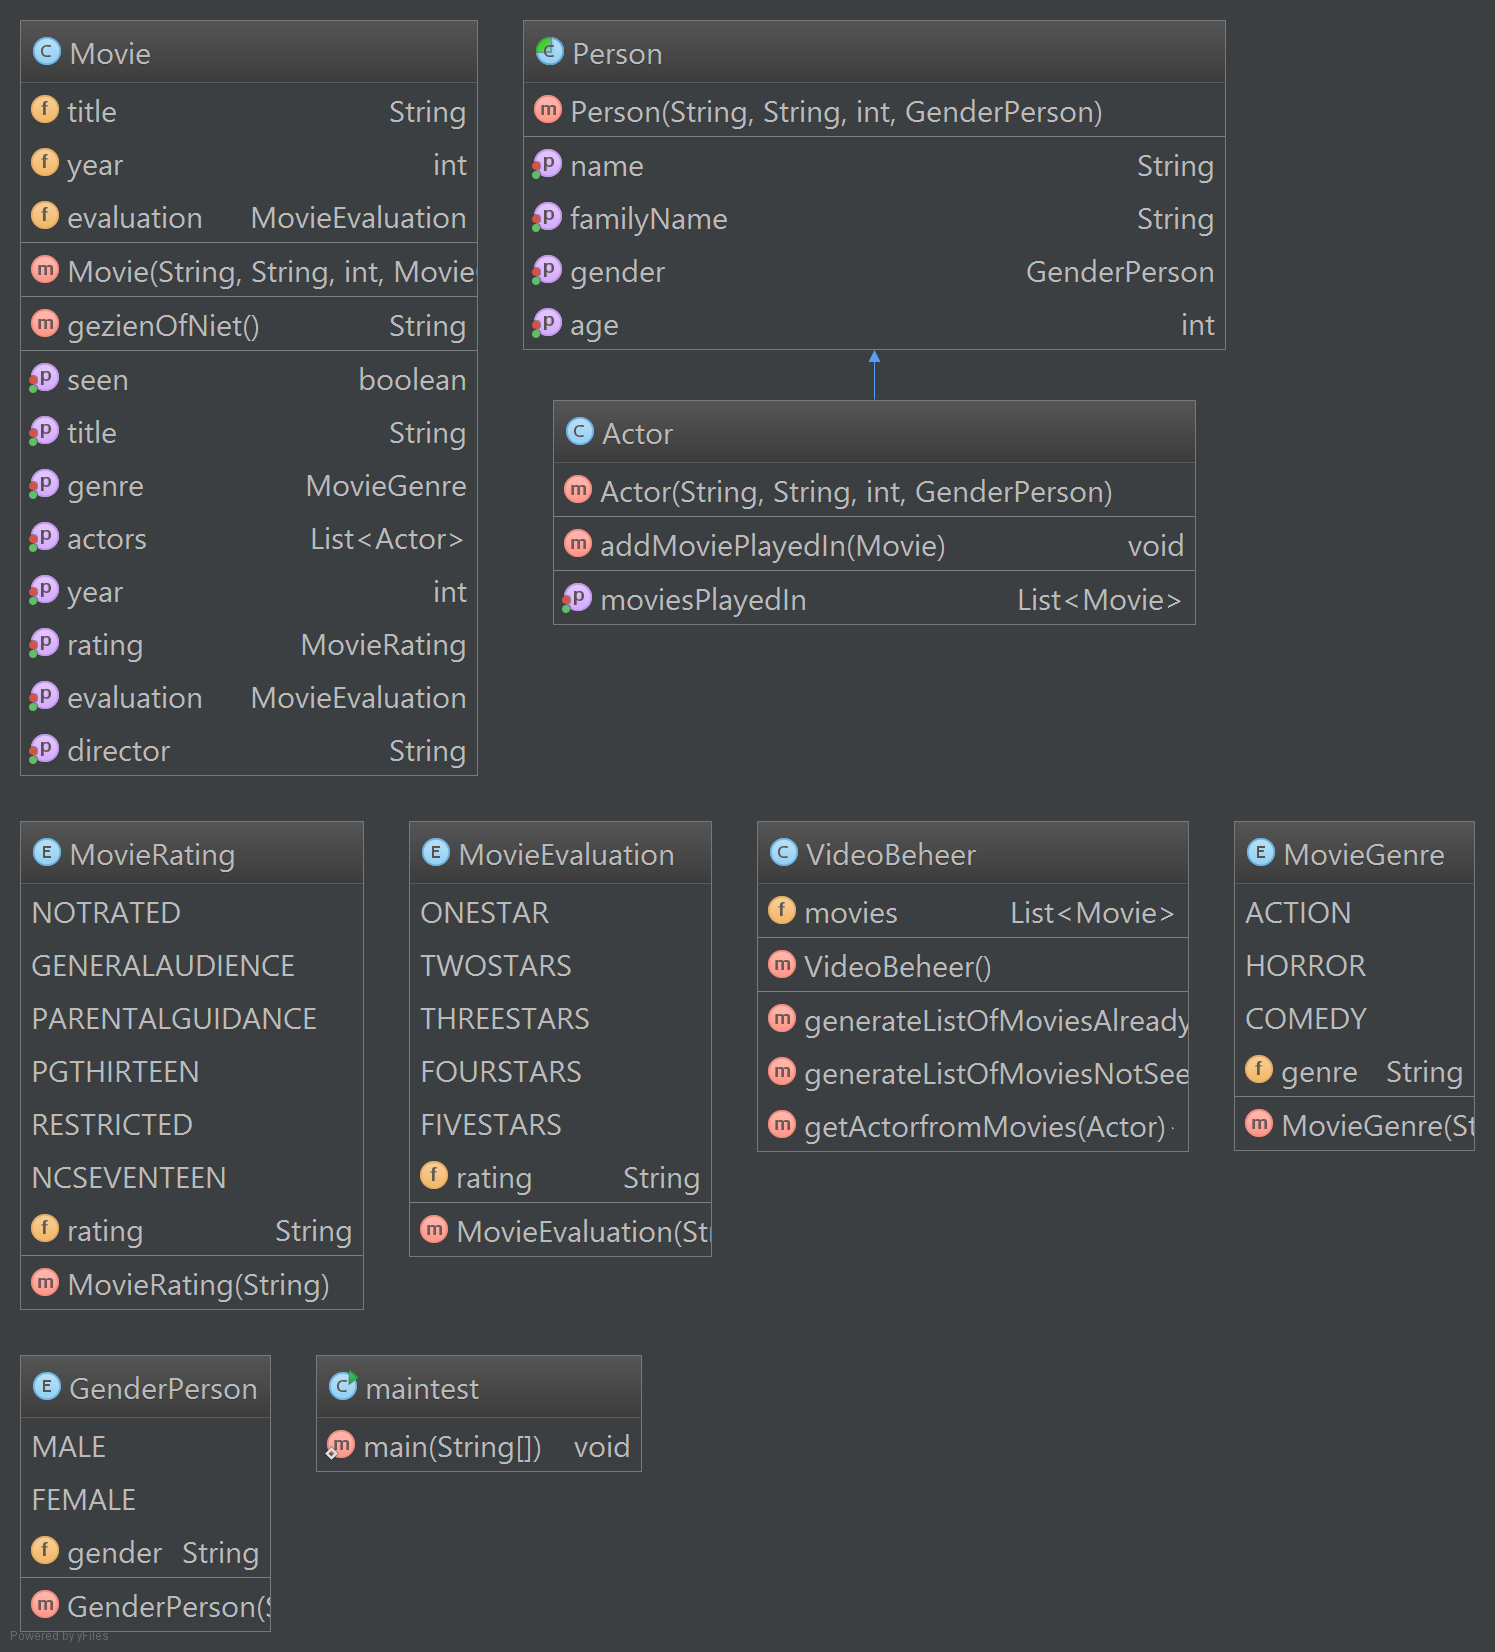 Movie
title String
year int
evaluation MovieEvaluation
Movie(String, String, int, Movie
gezienOfNiet() String
seen boolean
title String
genre MovieGenre
actors List<Actor>
year int
rating MovieRating
evaluation MovieEvaluation
director String
Person
Person(String, String, int, GenderPerson)
name String
familyName String
gender GenderPerson
age int
Actor
Actor(String, String, int, GenderPerson)
addMoviePlayedIn(Movie) void
moviesPlayedIn List<Movie>
MovieRating
NOTRATED
GENERALAUDIENCE
PARENTALGUIDANCE
PGTHIRTEEN
RESTRICTED
NCSEVENTEEN
rating String
MovieRating(String)
MovieEvaluation
ONESTAR
TWOSTARS
THREESTARS
FOURSTARS
FIVESTARS
rating String
MovieEvaluation(Stri
VideoBeheer
movies List<Movie>
VideoBeheer()
generateListOfMoviesAlready
generateListOfMoviesNotSee
getActorfromMovies(Actor)
MovieGenre
ACTION
HORROR
COMEDY
genre String
MovieGenre(St
GenderPerson
MALE
FEMALE
gender String
GenderPerson(S
maintest
main(String[]) void
Powered by yFiles